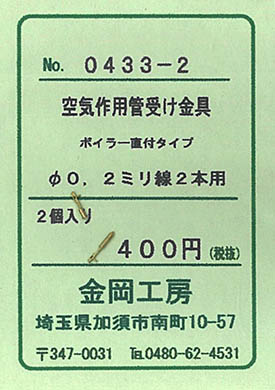 No. 0433-2
空気作用管受け金具
ボイラー直付タイプ
φ0.2ミリ線2本用
2個入り
400円(税抜)
金岡工房
埼玉県加須市南町10-57
〒347-0031 TEL0480-62-4531